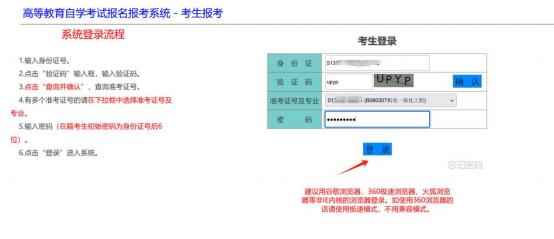 高等教育自学考试报名报考系统 - 考生报考
系统登录流程
1.输入身份证号。
2.点击“验证码”输入框，输入验证码。
3.点击“查询并确认”，查询准考证号。
4.有多个准考证号的请在下拉框中选择准考证号及
专业。
5.输入密码（在籍考生初始密码为身份证号后6
位）。
6.点击“登录”进入系统。
考生登录
身 份 证 5137
验 证 码 upyp UPYP 确 认
准考证号及专业 01 (B080307机电一体化工程)
密 码 •••••••••
登 录
忘记密码
建议用谷歌浏览器、360极速浏览器、火狐浏览
器等非IE内核的浏览器登录。如使用360浏览器的
话请使用极速模式、不用兼容模式。